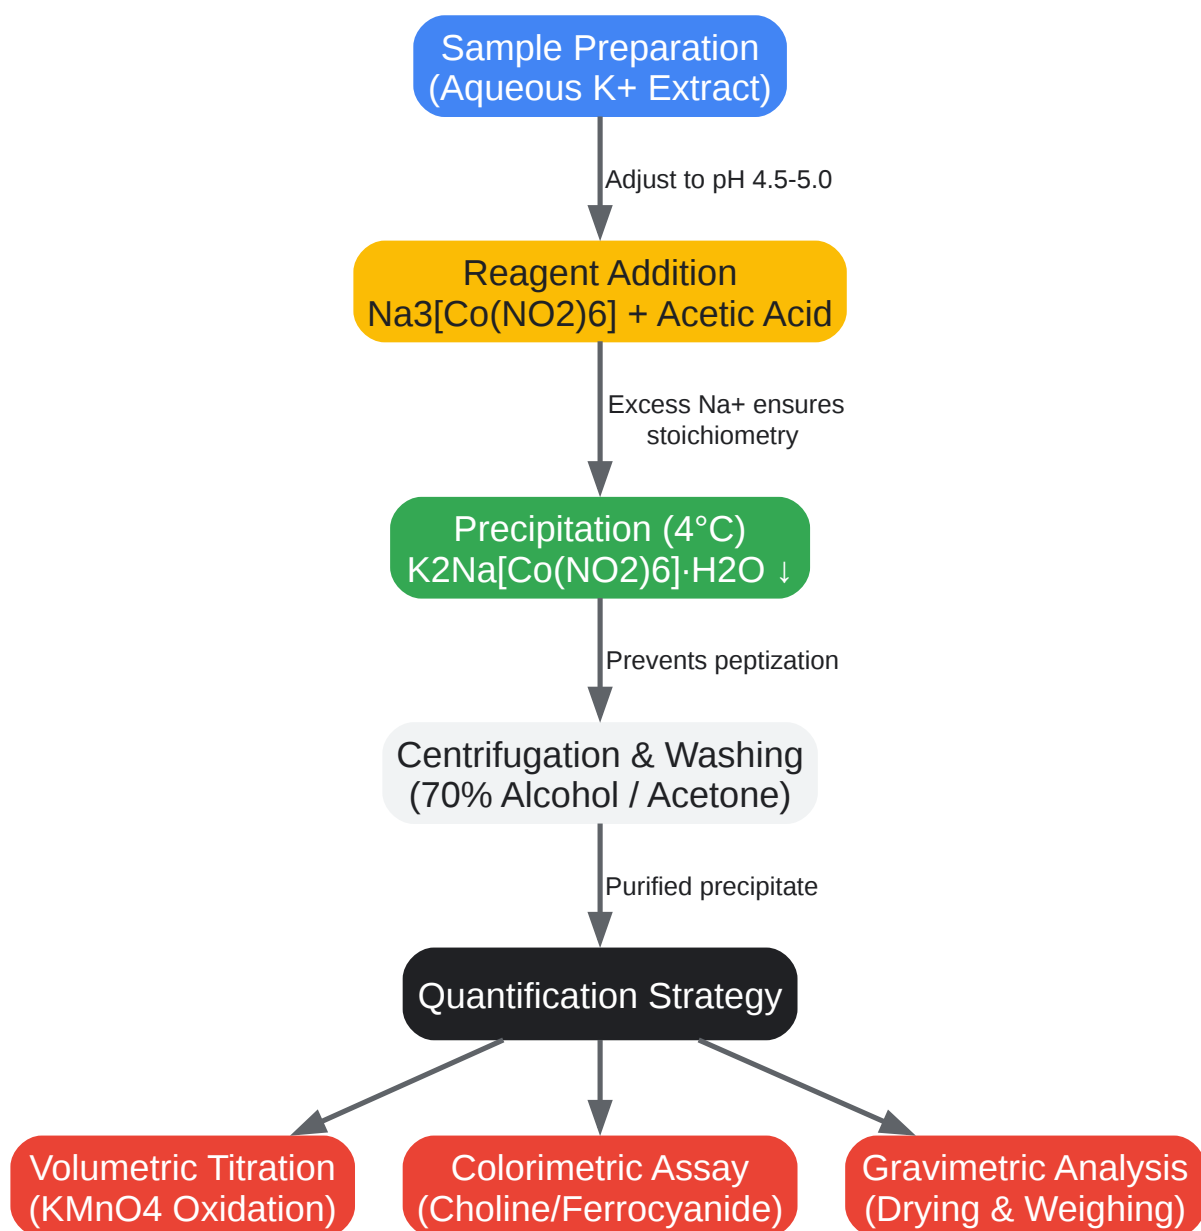 Sample Preparation
(Aqueous K+ Extract)
Adjust to pH 4.5-5.0
Reagent Addition
Na3[Co(NO2)6] + Acetic Acid
Excess Na+ ensures
stoichiometry
Precipitation (4°C)
K2Na[Co(NO2)6]·H2O ↓
Prevents peptization
Centrifugation & Washing
(70% Alcohol / Acetone)
Purified precipitate
Quantification Strategy
Volumetric Titration
(KMnO4 Oxidation)
Colorimetric Assay
(Choline/Ferrocyanide)
Gravimetric Analysis
(Drying & Weighing)